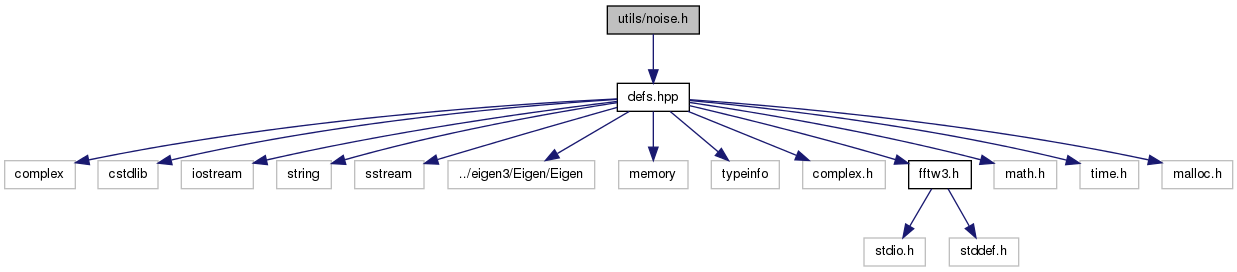 utils/noise.h
defs.hpp
complex
cstdlib
iostream
string
sstream
../eigen3/Eigen/Eigen
memory
typeinfo
complex.h
fftw3.h
math.h
time.h
malloc.h
stdio.h
stddef.h